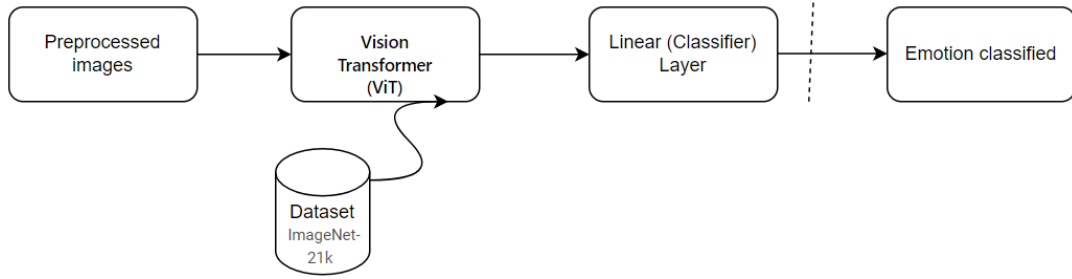 Preprocessed
images
Vision
Transformer
(ViT)
Linear (Classifier)
Layer
Emotion classified
Dataset
ImageNet-
21k